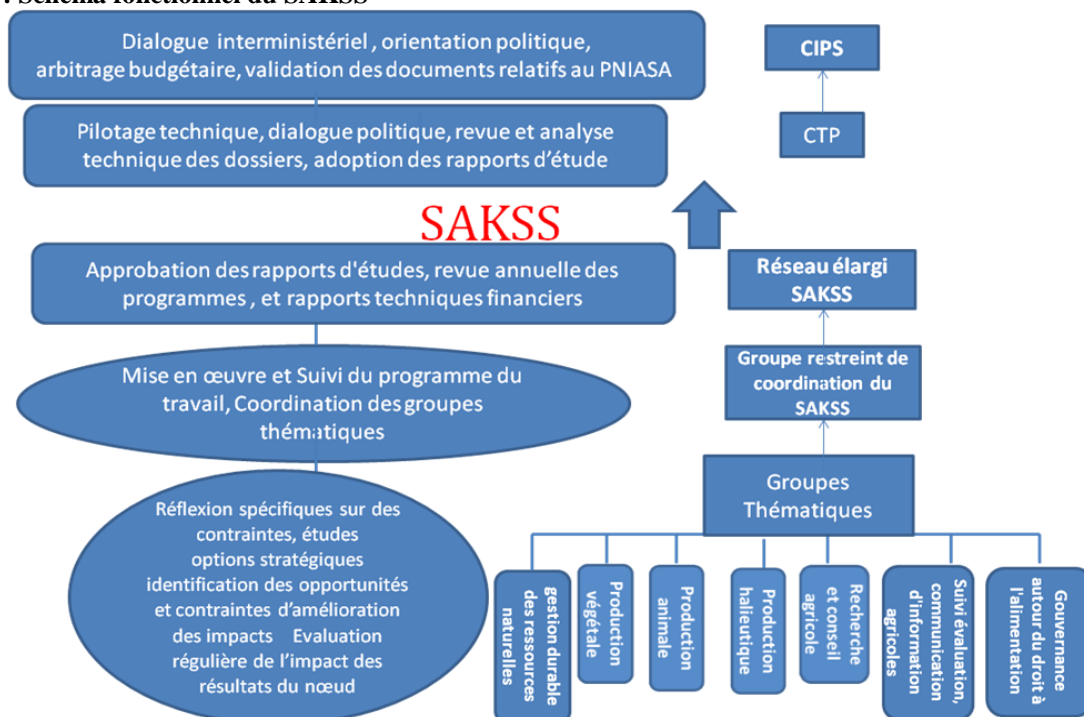 . Schéma fonctionnel du SAKSS
Dialogue interministériel , orientation politique,
arbitrage budgétaire, validation des documents relatifs au PNIASA
CIPS
Pilotage technique, dialogue politique, revue et analyse
technique des dossiers, adoption des rapports d'étude
CTP
SAKSS
Approbation des rapports d'études, revue annuelle des
programmes , et rapports techniques financiers
Réseau élargi
SAKSS
Mise en œuvre et Suivi du programme du
travail, Coordination des groupes
thématiques
Groupe restreint de
coordination du
SAKSS
Réflexion spécifiques sur des
contraintes, études
options stratégiques
identification des opportunités
et contraintes d'amélioration
des impacts Evaluation
régulière de l'impact des
résultats du nœud
Groupes
Thématiques
gestion durable
des ressources
naturelles
Production
végétale
Production
animale
Production
halieutique
Recherche
et conseil
agricole
Suivi évaluation,
communication
d'information
agricoles
Gouvernance
autour du droit à
l'alimentation